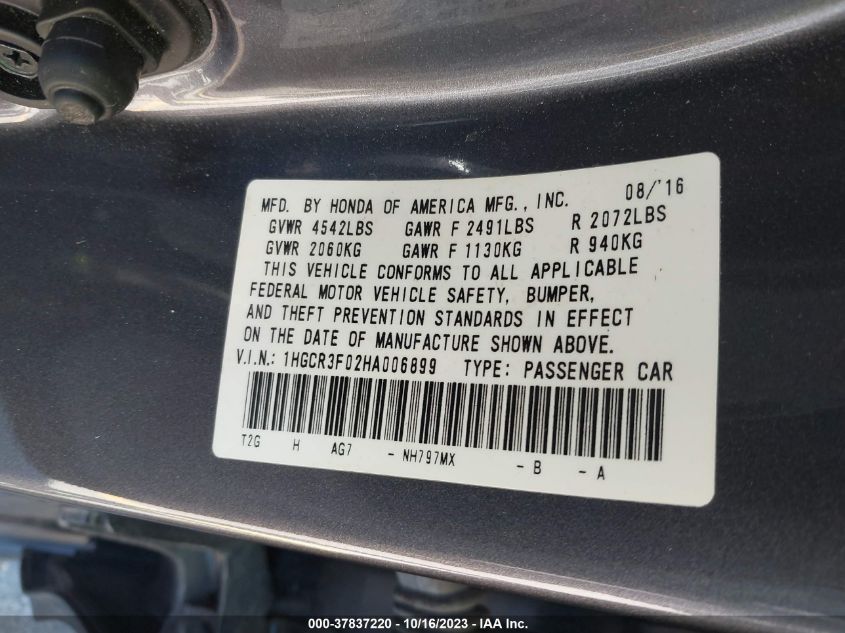 MFD. BY HONDA OF AMERICA MFG., INC. 08/'16
GVWR 4542LBS GAWR F 2491LBS R 2072LBS
GVWR 2060KG GAWR F 1130KG R 940KG
THIS VEHICLE CONFORMS TO ALL APPLICABLE
FEDERAL MOTOR VEHICLE SAFETY, BUMPER,
AND THEFT PREVENTION STANDARDS IN EFFECT
ON THE DATE OF MANUFACTURE SHOWN ABOVE.
V.I.N.: 1HGCR3F02HA006899 TYPE: PASSENGER CAR
T2G H AG7 - NH797MX - B - A
000-37837220 - 10/16/2023 - IAA Inc.